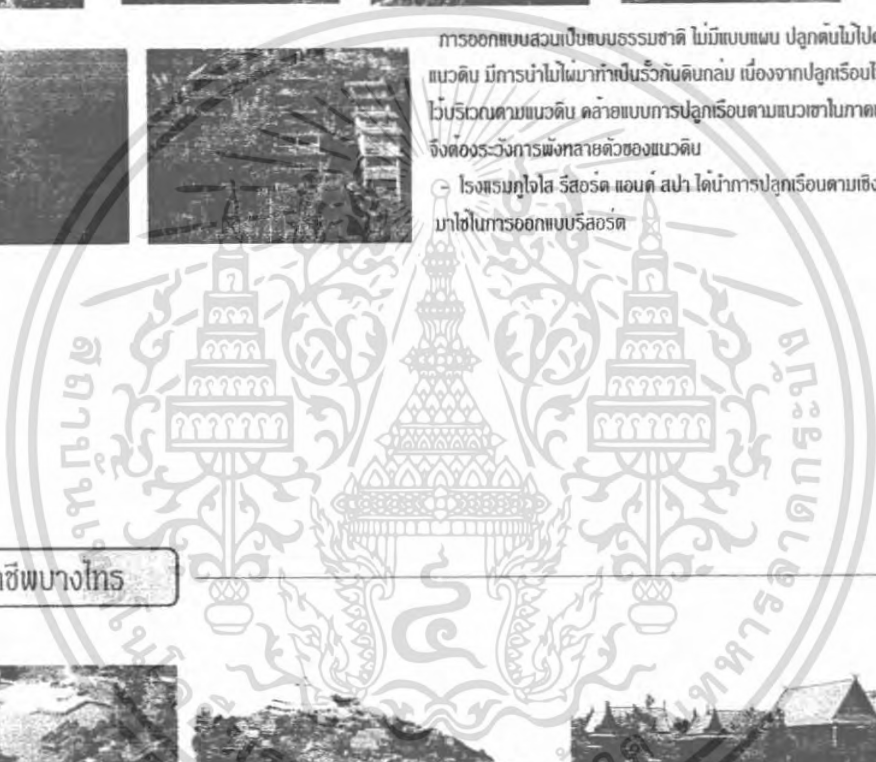 การออกแบบสวนเป็นแบบธรรมชาติ ไม่มีแบบแผน ปลูกต้นไม้ไป
แนวดิน มีการนำไม้ไผ่มาทำเป็นรั้วกันดินถล่ม เนื่องจากปลูกเรือนไ
ไว้บริเวณตามแนวดิน คล้ายแบบการปลูกเรือนตามแนวเขาในภาค
จึงต้องระวังการพังทลายตัวของแนวดิน
- โรงแรมภูใจใส รีสอร์ต แอนด์ สปา ได้นำการปลูกเรือนตามเชิง
มาใช้ในการออกแบบรีสอร์ต
ชีพบางไทร